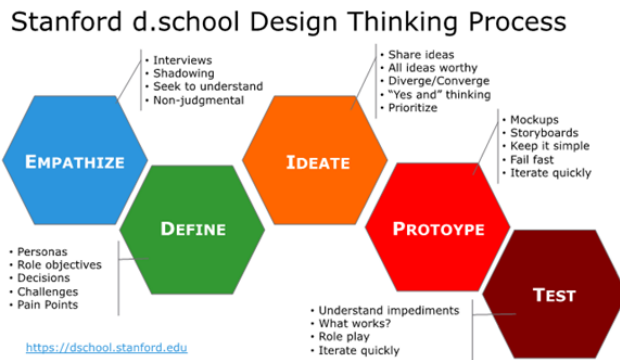 Stanford d.school Design Thinking Process
• Interviews
• Shadowing
• Seek to understand
• Non-judgmental
• Share ideas
• All ideas worthy
• Diverge/Converge
• “Yes and” thinking
• Prioritize
• Mockups
• Storyboards
• Keep it simple
• Fail fast
• Iterate quickly
EMPATHIZE
IDEATE
DEFINE
PROTOYPE
TEST
• Personas
• Role objectives
• Decisions
• Challenges
• Pain Points
• Understand impediments
• What works?
• Role play
• Iterate quickly
https://dschool.stanford.edu